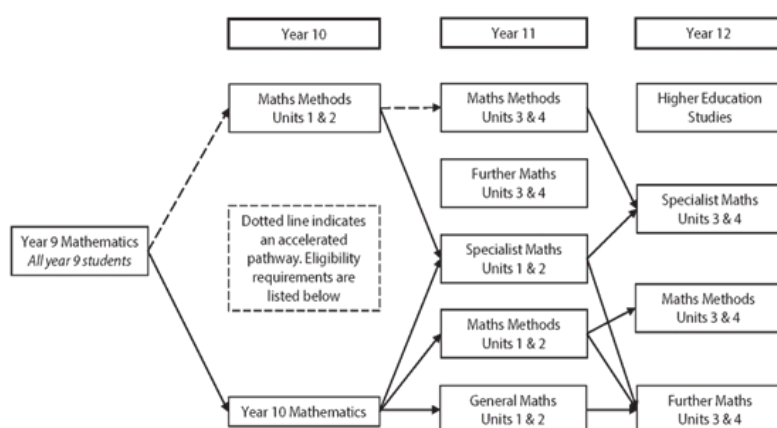 Year 10
Year 11
Year 12
Maths Methods
Units 1 & 2
Maths Methods
Units 3 & 4
Higher Education
Studies
Further Maths
Units 3 & 4
Specialist Maths
Units 3 & 4
Dotted line indicates
an accelerated
pathway. Eligibility
requirements are
listed below
Year 9 Mathematics
All year 9 students
Specialist Maths
Units 1 & 2
Maths Methods
Units 3 & 4
Maths Methods
Units 1 & 2
Year 10 Mathematics
General Maths
Units 1 & 2
Further Maths
Units 3 & 4